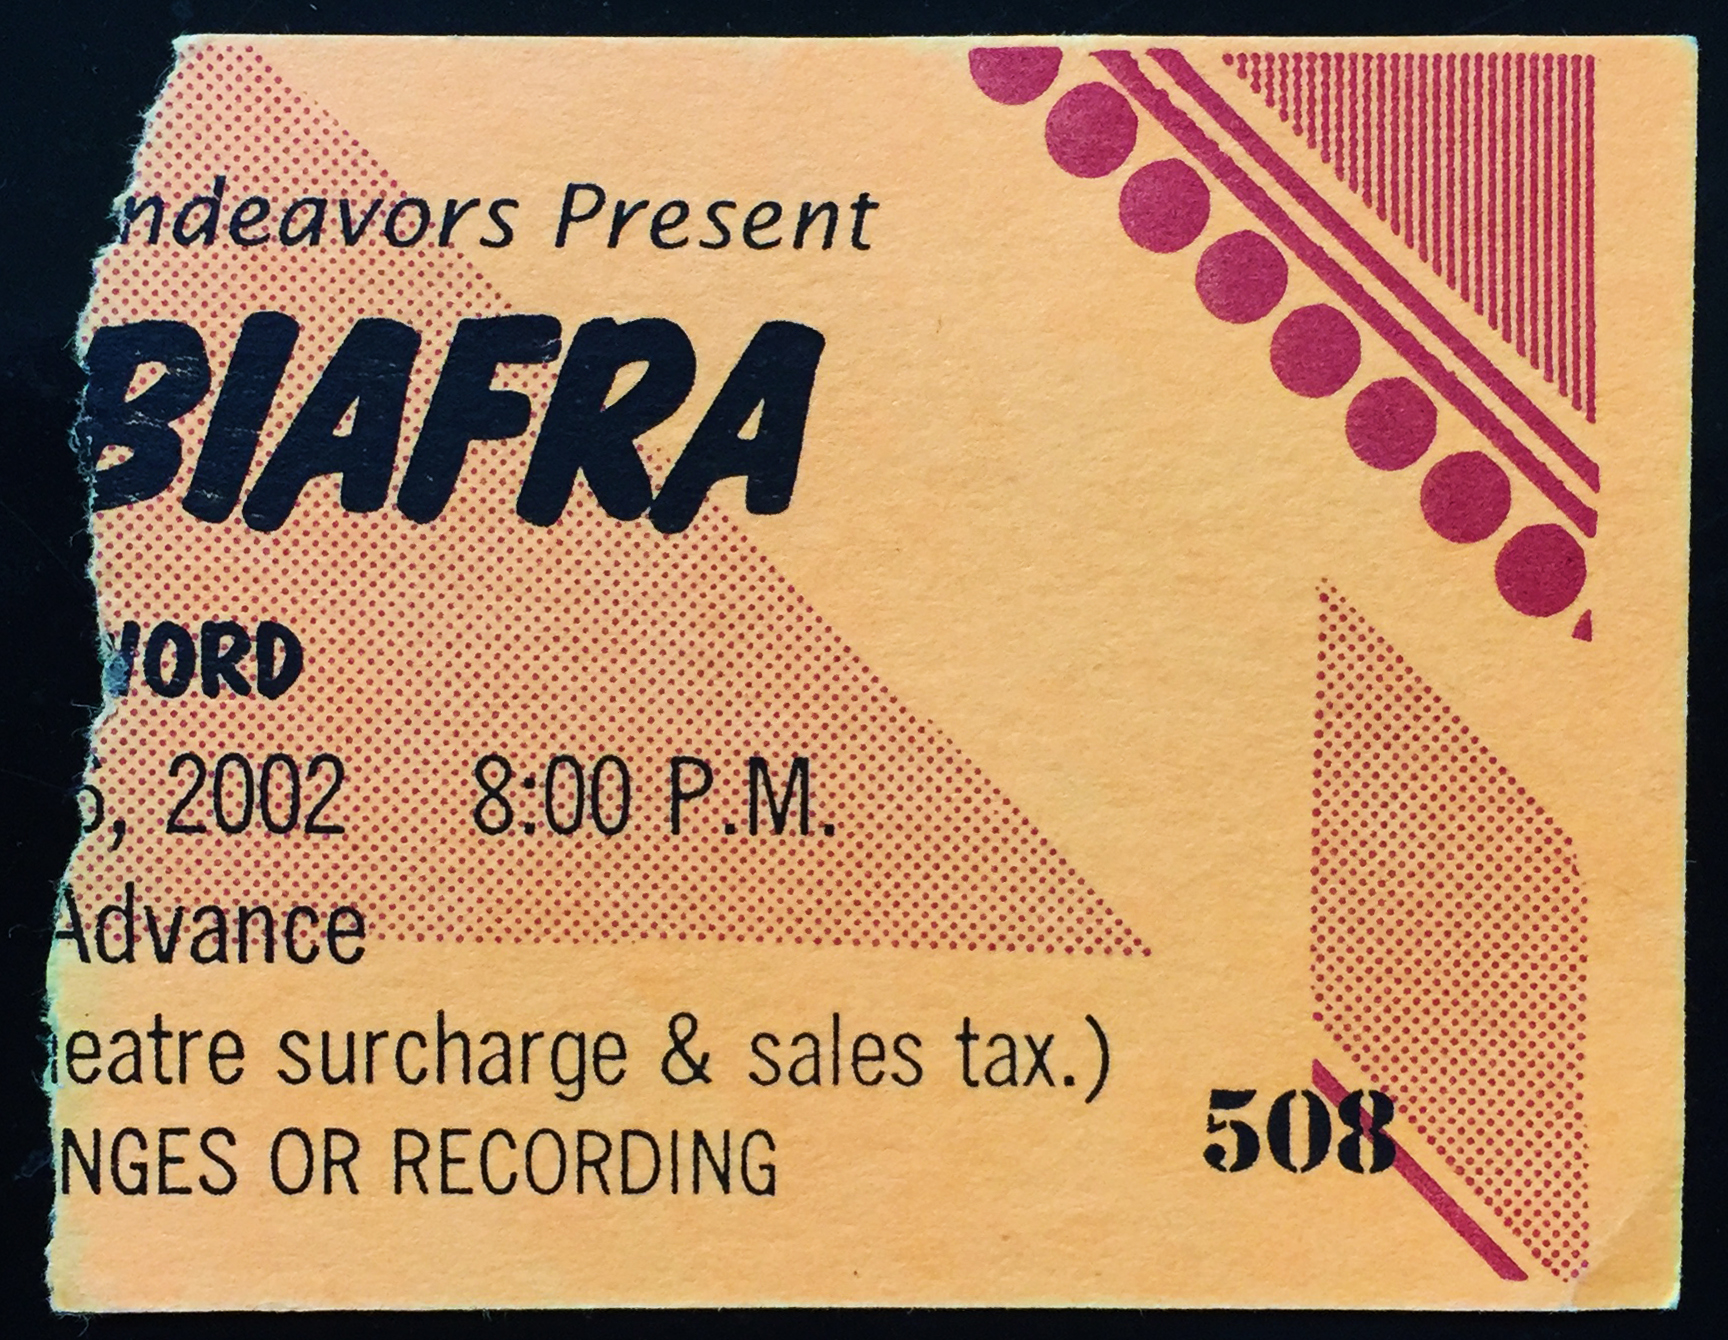 ndeavors Present
BIAFRA
WORD
, 2002 8:00 P.M.
Advance
eatre surcharge & sales tax.)
NGES OR RECORDING
508